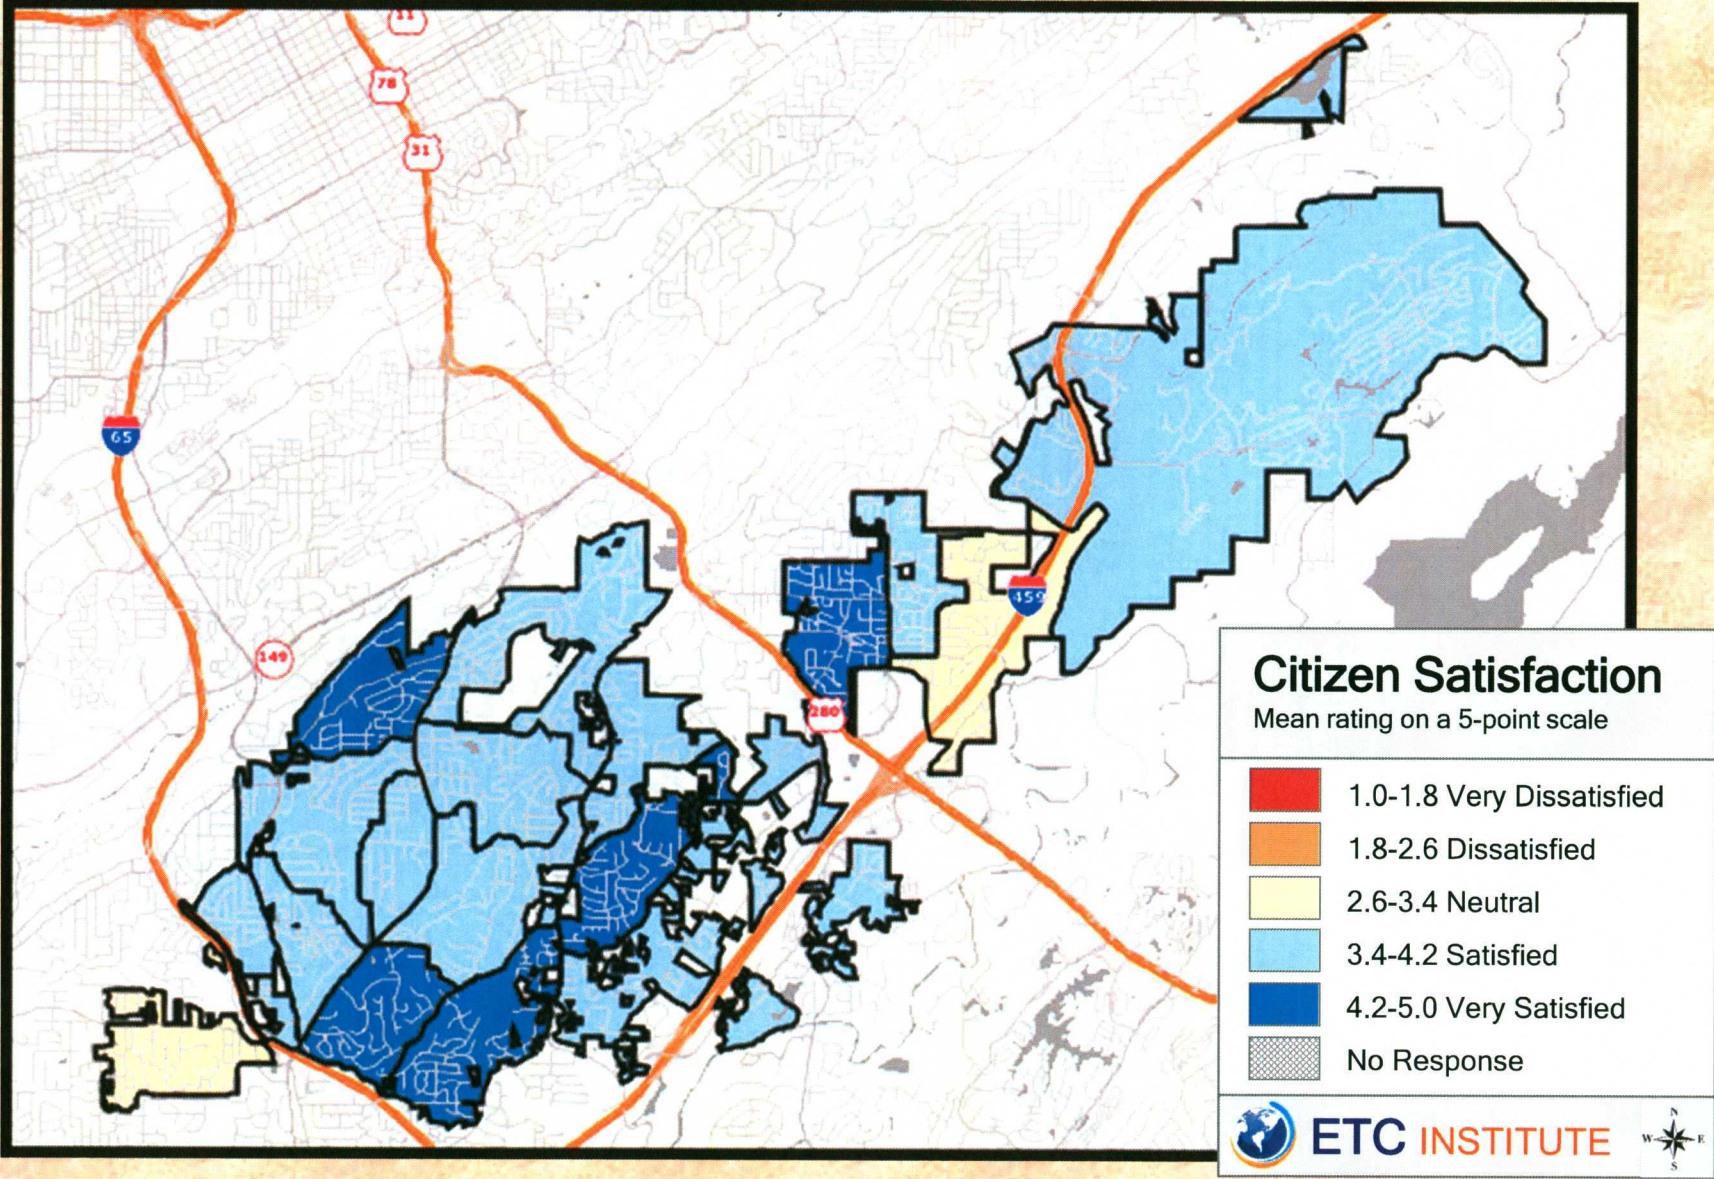 11
78
31
65
149
280
459
Citizen Satisfaction
Mean rating on a 5-point scale
1.0-1.8 Very Dissatisfied
1.8-2.6 Dissatisfied
2.6-3.4 Neutral
3.4-4.2 Satisfied
4.2-5.0 Very Satisfied
No Response
ETC INSTITUTE
N
W E
S